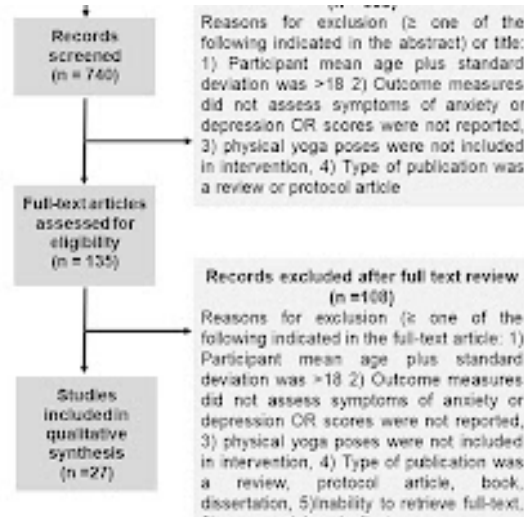 Records
screened
(n = 740)
Reasons for exclusion (≥ one of the
following indicated in the abstract) or title:
1) Participant mean age plus standard
deviation was >18 2) Outcome measures
did not assess symptoms of anxiety or
depression OR scores were not reported,
3) physical yoga poses were not included
in intervention, 4) Type of publication was
a review or protocol article
Full-text articles
assessed for
eligibility
(n = 135)
Records excluded after full text review
(n =108)
Reasons for exclusion (≥ one of the
following indicated in the full-text article: 1)
Participant mean age plus standard
deviation was >18 2) Outcome measures
did not assess symptoms of anxiety or
depression OR scores were not reported,
3) physical yoga poses were not included
in intervention, 4) Type of publication was
a review, protocol article, book,
dissertation, 5)Inability to retrieve full-text,
Studies
included in
qualitative
synthesis
(n =27)